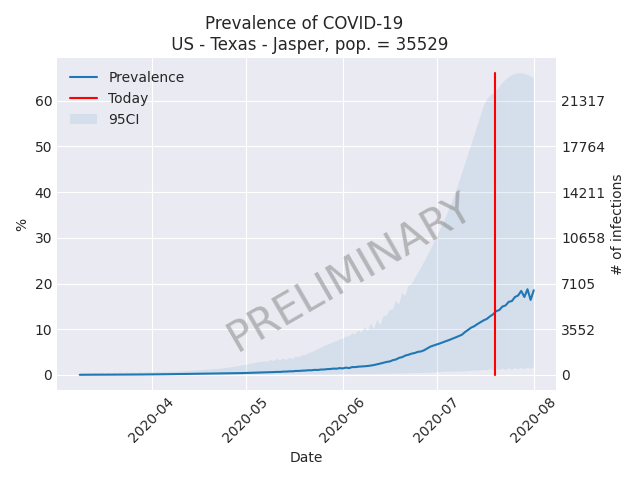 Prevalence of COVID-19
US - Texas - Jasper, pop. = 35529
Prevalence
Today
95CI
PRELIMINARY
60
50
40
30
20
10
0
%
21317
17764
14211
10658
7105
3552
0
# of infections
2020-04
2020-05
2020-06
2020-07
2020-08
Date